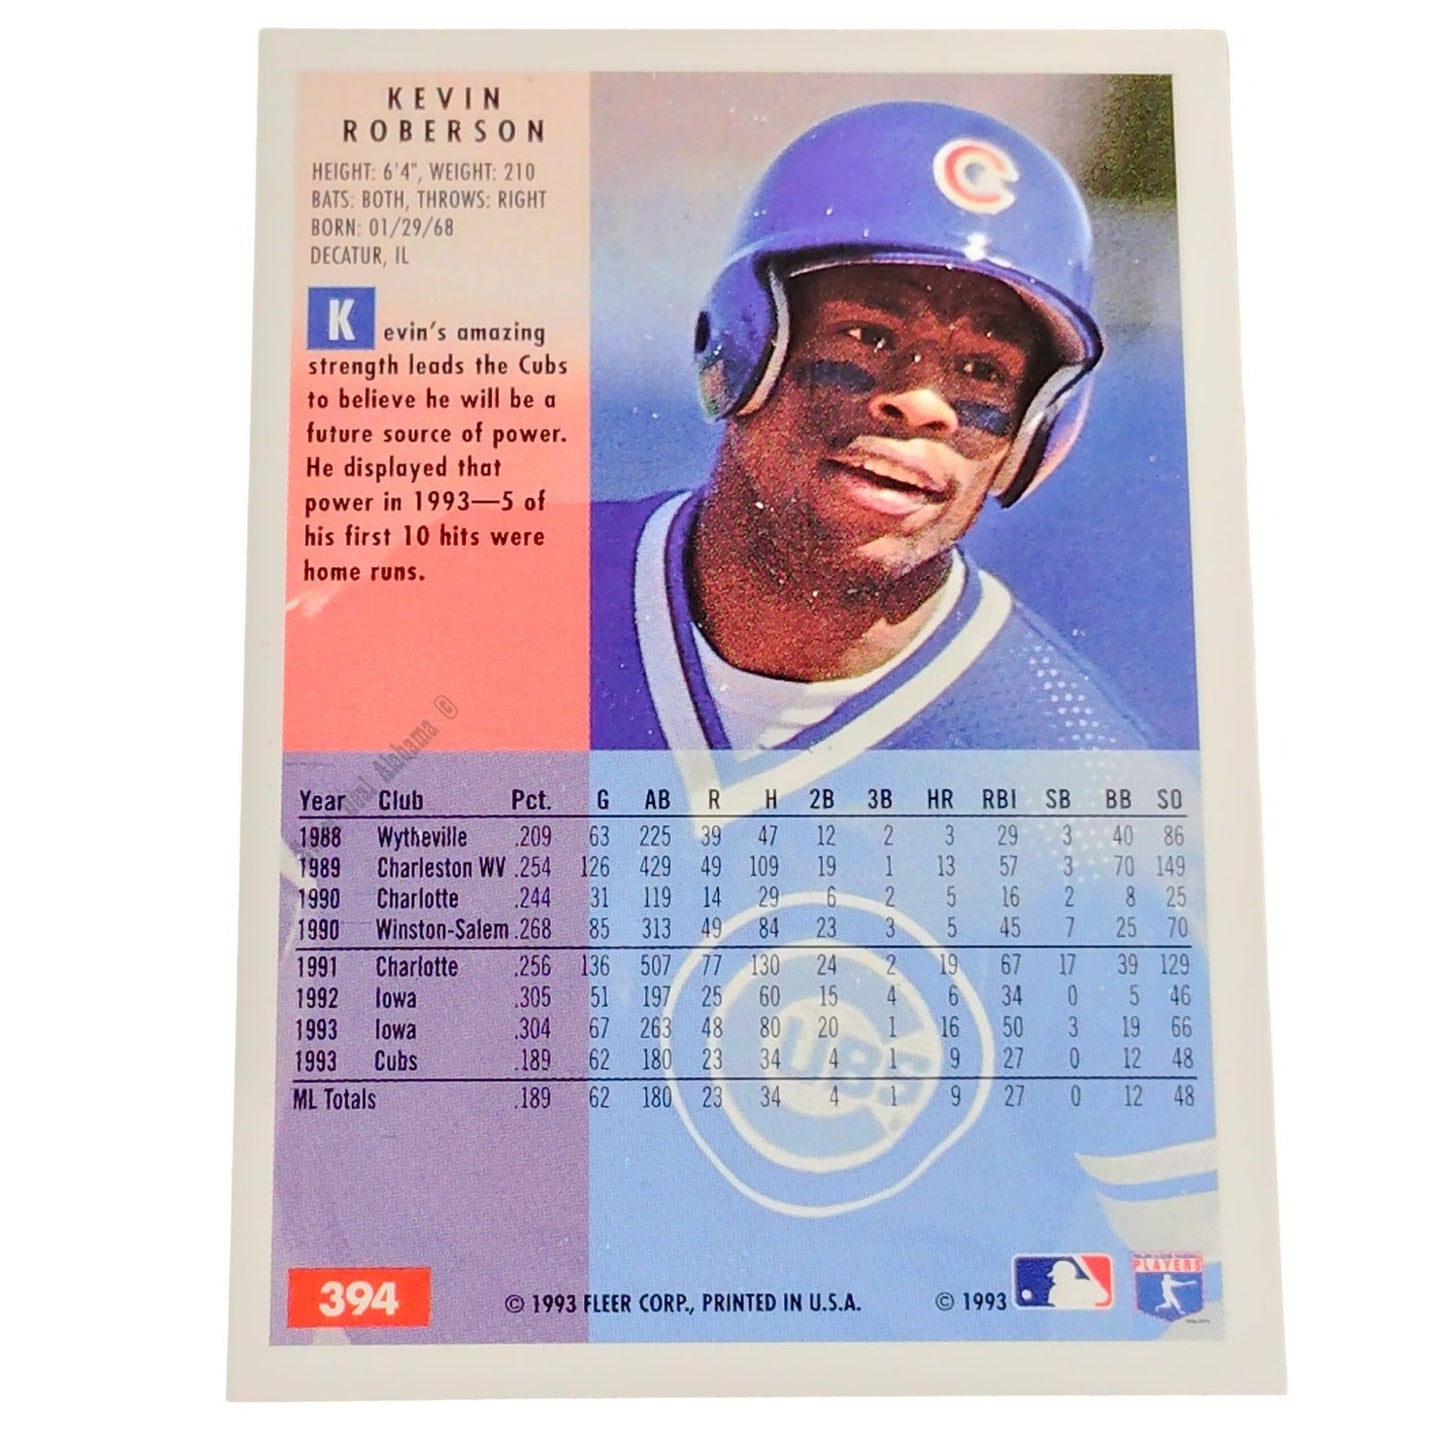 KEVIN
ROBERSON
HEIGHT: 6'4", WEIGHT: 210
BATS: BOTH, THROWS: RIGHT
BORN: 01/29/68
DECATUR, IL
Kevin's amazing
strength leads the Cubs
to believe he will be a
future source of power.
He displayed that
power in 1993—5 of
his first 10 hits were
home runs.
C
Alabama ©
Year Club Pct. G AB R H 2B 3B HR RBI SB BB SO
1988 Wytheville .209 63 225 39 47 12 2 3 29 3 40 86
1989 Charleston WV .254 126 429 49 109 19 1 13 57 3 70 149
1990 Charlotte .244 31 119 14 29 6 2 5 16 2 8 25
1990 Winston-Salem .268 85 313 49 84 23 3 5 45 7 25 70
1991 Charlotte .256 136 507 77 130 24 2 19 67 17 39 129
1992 Iowa .305 51 197 25 60 15 4 6 34 0 5 46
1993 Iowa .304 67 263 48 80 20 1 16 50 3 19 66
1993 Cubs .189 62 180 23 34 4 1 9 27 0 12 48
ML Totals .189 62 180 23 34 4 1 9 27 0 12 48
CUBS
394
© 1993 FLEER CORP., PRINTED IN U.S.A.
© 1993
MAJOR LEAGUE BASEBALL
PLAYERS